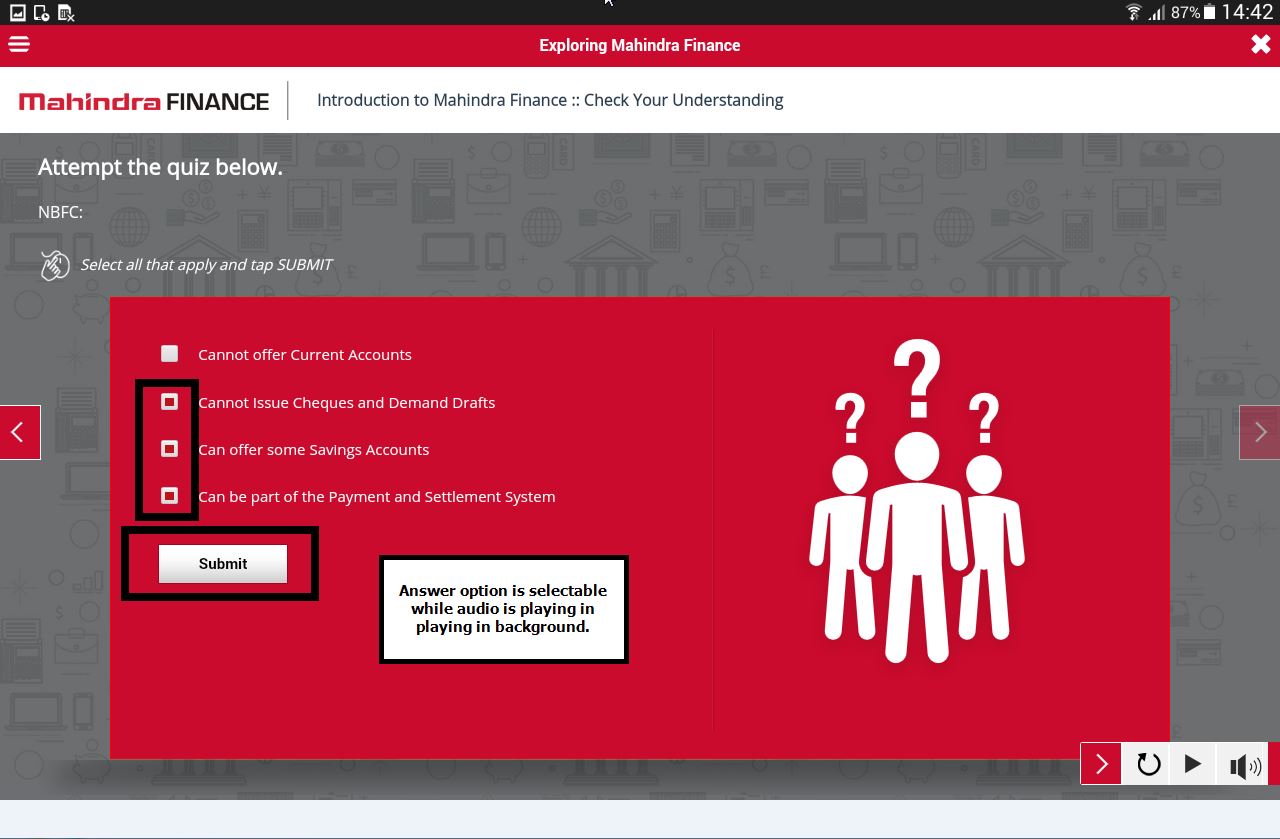 87% 14:42
Exploring Mahindra Finance
Mahindra FINANCE
Introduction to Mahindra Finance :: Check Your Understanding
Attempt the quiz below.
NBFC:
Select all that apply and tap SUBMIT
Cannot offer Current Accounts
Cannot Issue Cheques and Demand Drafts
Can offer some Savings Accounts
Can be part of the Payment and Settlement System
Submit
Answer option is selectable
while audio is playing in
playing in background.
? ? ?
CARD
CARD
CARD